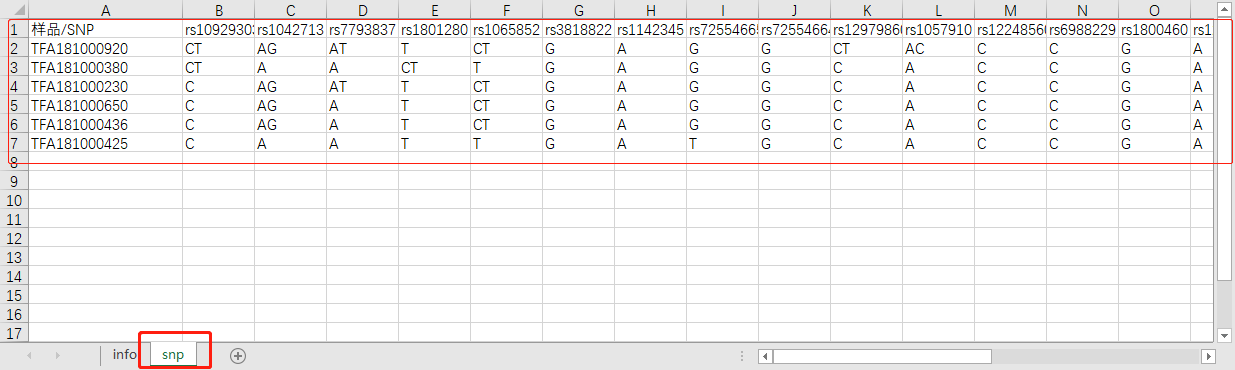 A B C D E F G H I J K L M N O
1 样品/SNP rs1092930 rs1042713 rs7793837 rs1801280 rs1065852 rs3818822 rs1142345 rs7255466 rs7255466 rs1297986 rs1057910 rs1224856 rs6988229 rs1800460 rs1
2 TFA181000920 CT AG AT T CT G A G G CT AC C C G A
3 TFA181000380 CT A A CT T G A G G C A C C G A
4 TFA181000230 C AG AT T CT G A G G C A C C G A
5 TFA181000650 C AG A T CT G A G G C A C C G A
6 TFA181000436 C AG A T CT G A G G C A C C G A
7 TFA181000425 C A A T T G A T G C A C C G A
8
9
10
11
12
13
14
15
16
17
info snp